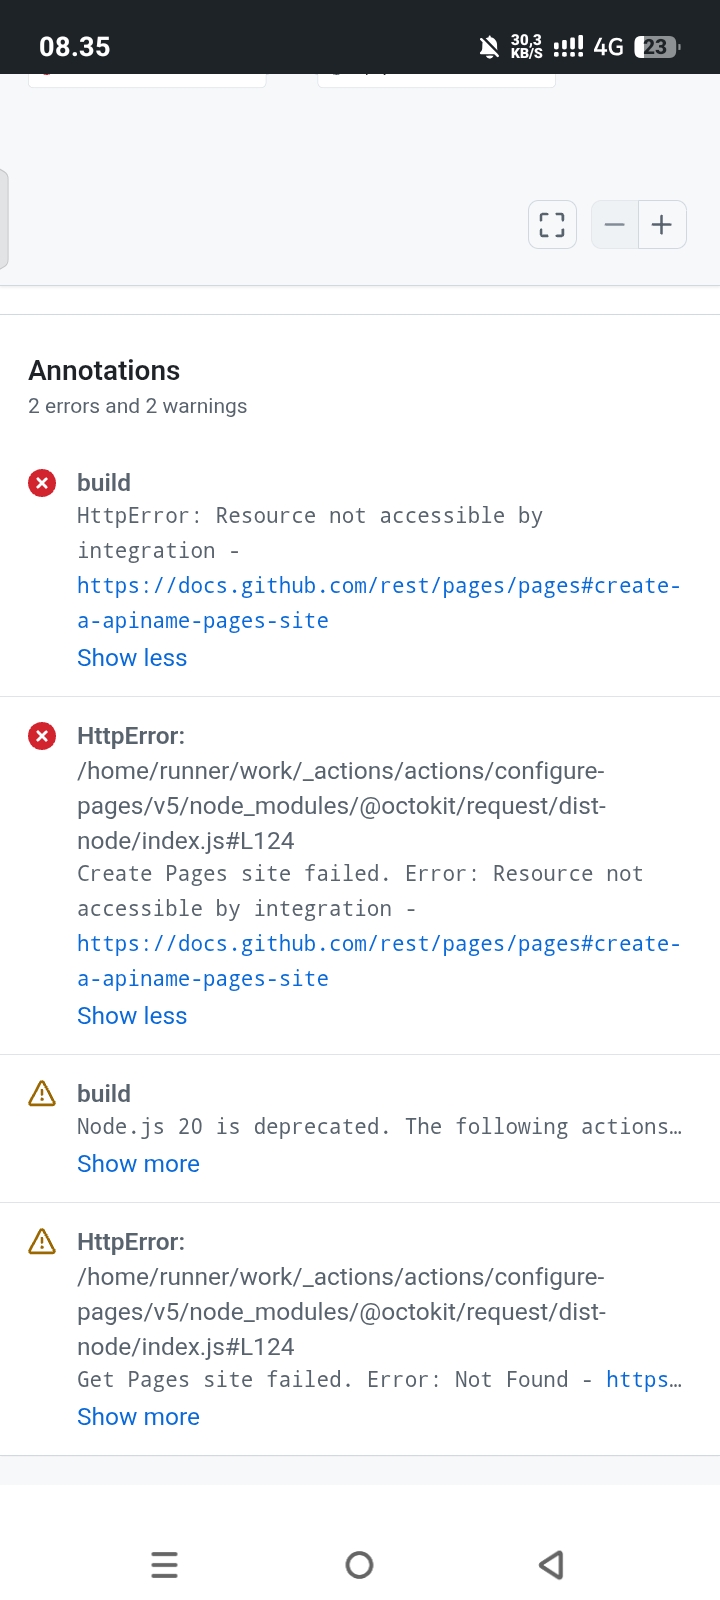 08.35
30,3
KB/S
4G
23
Annotations
2 errors and 2 warnings
build
HttpError: Resource not accessible by
integration -
https://docs.github.com/rest/pages/pages#create-
a-apiname-pages-site
Show less
HttpError:
/home/runner/work/_actions/actions/configure-
pages/v5/node_modules/@octokit/request/dist-
node/index.js#L124
Create Pages site failed. Error: Resource not
accessible by integration -
https://docs.github.com/rest/pages/pages#create-
a-apiname-pages-site
Show less
build
Node.js 20 is deprecated. The following actions…
Show more
HttpError:
/home/runner/work/_actions/actions/configure-
pages/v5/node_modules/@octokit/request/dist-
node/index.js#L124
Get Pages site failed. Error: Not Found - https…
Show more